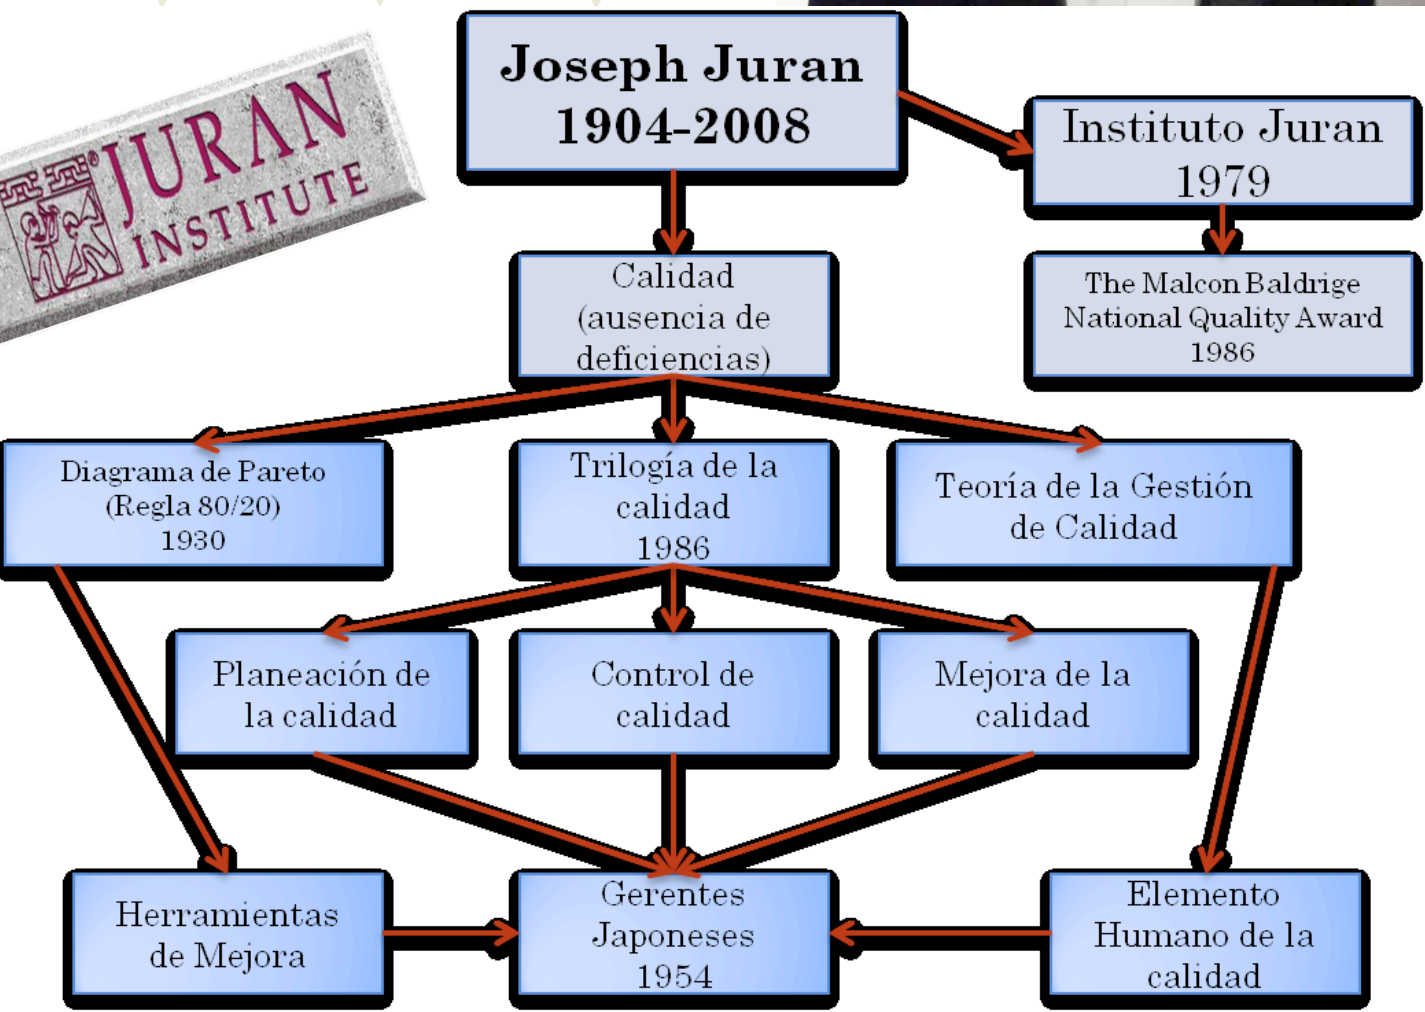 JURAN
INSTITUTE
Joseph Juran
1904-2008
Instituto Juran
1979
Calidad
(ausencia de
deficiencias)
The Malcon Baldrige
National Quality Award
1986
Diagrama de Pareto
(Regla 80/20)
1930
Trilogía de la
calidad
1986
Teoría de la Gestión
de Calidad
Planeación de
la calidad
Control de
calidad
Mejora de la
calidad
Herramientas
de Mejora
Gerentes
Japoneses
1954
Elemento
Humano de la
calidad